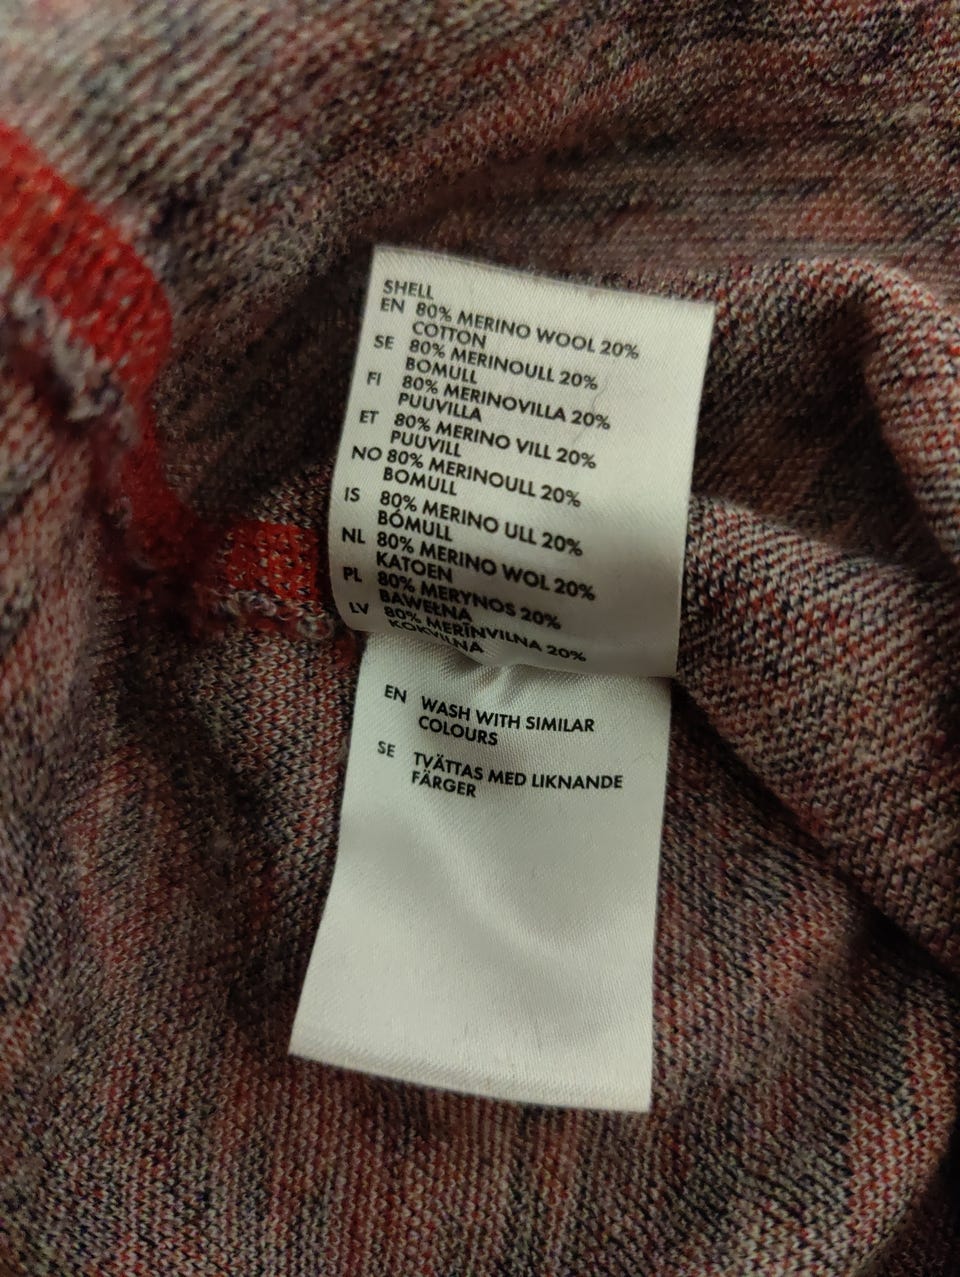 SHELL
EN 80% MERINO WOOL 20%
COTTON
SE 80% MERINOULL 20%
BOMULL
FI 80% MERINOVILLA 20%
PUUVILLA
ET 80% MERINO VILL 20%
PUUVILL
NO 80% MERINOULL 20%
BOMULL
IS 80% MERINO ULL 20%
BÓMULL
NL 80% MERINO WOL 20%
KATOEN
PL 80% MERYNOS 20%
BAWEŁNA
LV 80% MERĪNVILNA 20%
KOKVILNA
EN WASH WITH SIMILAR
COLOURS
SE TVÄTTAS MED LIKNANDE
FÄRGER